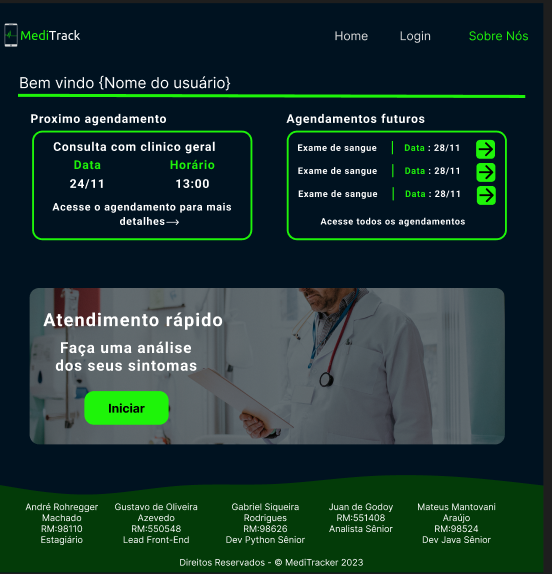 MediTrack
Home Login Sobre Nós
Bem vindo {Nome do usuário}
Proximo agendamento
Consulta com clinico geral
Data Horário
24/11 13:00
Acesse o agendamento para mais
detalhes→
Agendamentos futuros
Exame de sangue | Data : 28/11
Exame de sangue | Data : 28/11
Exame de sangue | Data : 28/11
Acesse todos os agendamentos
Atendimento rápido
Faça uma análise
dos seus sintomas
Iniciar
André Rohregger
Machado
RM:98110
Estagiário
Gustavo de Oliveira
Azevedo
RM:550548
Lead Front-End
Gabriel Siqueira
Rodrigues
RM:98626
Dev Python Sênior
Juan de Godoy
RM:551408
Analista Sênior
Mateus Mantovani
Araújo
RM:98524
Dev Java Sênior
Direitos Reservados - © MediTracker 2023